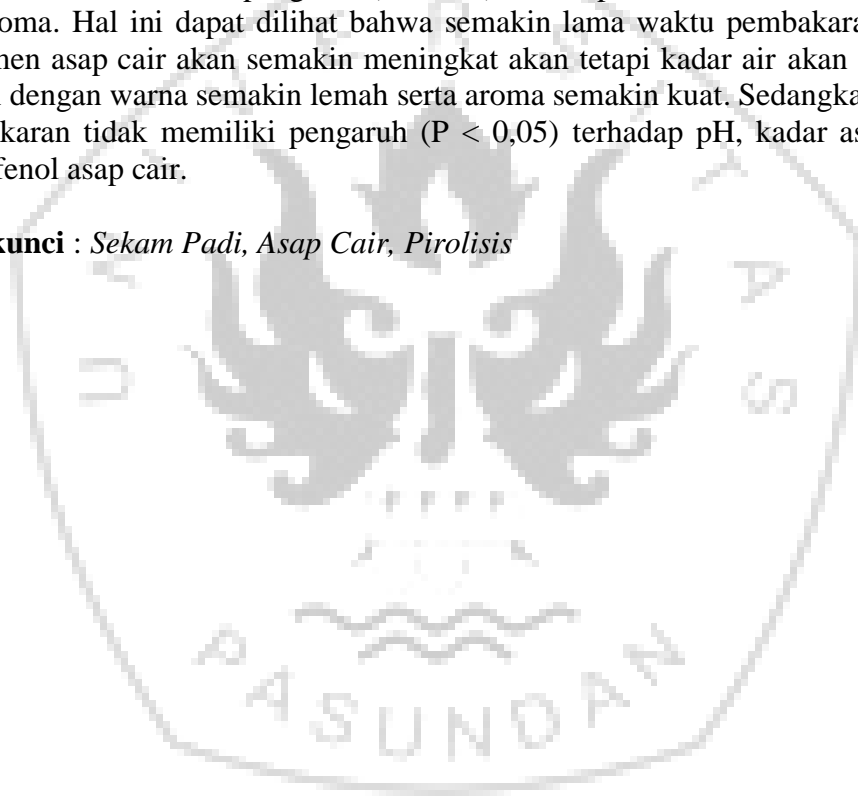 oma. Hal ini dapat dilihat bahwa semakin lama waktu pembakara
nen asap cair akan semakin meningkat akan tetapi kadar air akan
dengan warna semakin lemah serta aroma semakin kuat. Sedangka
karan tidak memiliki pengaruh (P < 0,05) terhadap pH, kadar as
fenol asap cair.
kunci : Sekam Padi, Asap Cair, Pirolisis
UNIVERSITAS
PASUNDAN